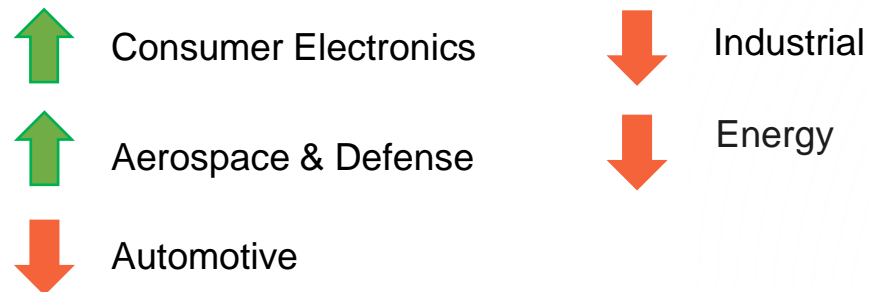 Consumer Electronics
Aerospace & Defense
Automotive
Industrial
Energy